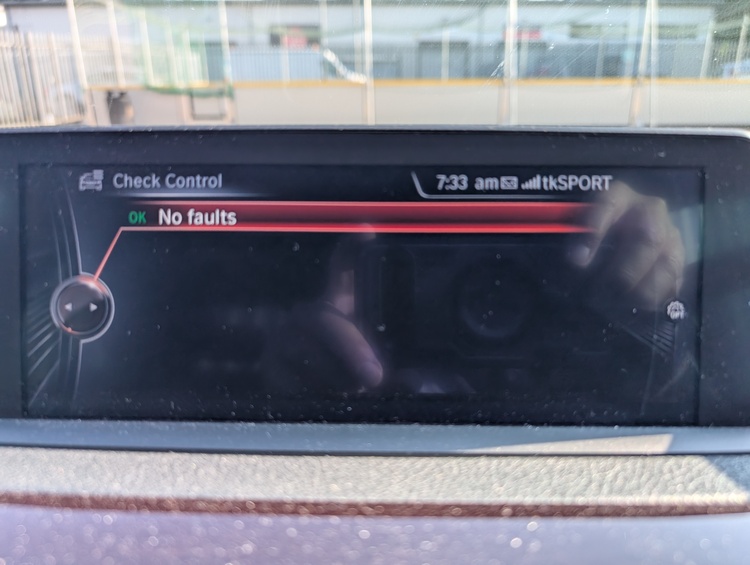 Check Control
7:33 am tkSPORT
OK No faults